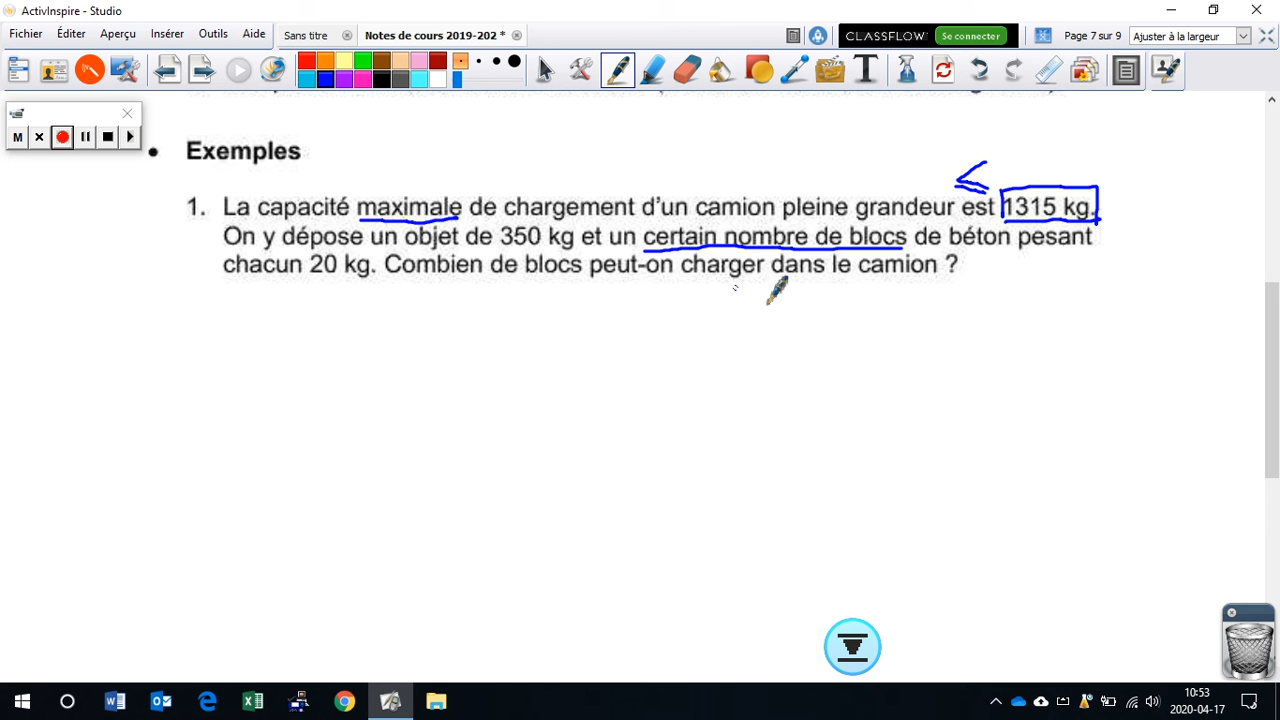 ActivInspire - Studio
Fichier Éditer Aperçu Insérer Outils Aide
Sans titre
Notes de cours 2019-202 *
CLASSFLOW
Se connecter
Page 7 sur 9
Ajuster à la largeur
M
• Exemples
≤
1. La capacité maximale de chargement d'un camion pleine grandeur est 1315 kg.
On y dépose un objet de 350 kg et un certain nombre de blocs de béton pesant
chacun 20 kg. Combien de blocs peut-on charger dans le camion ?
10:53
2020-04-17